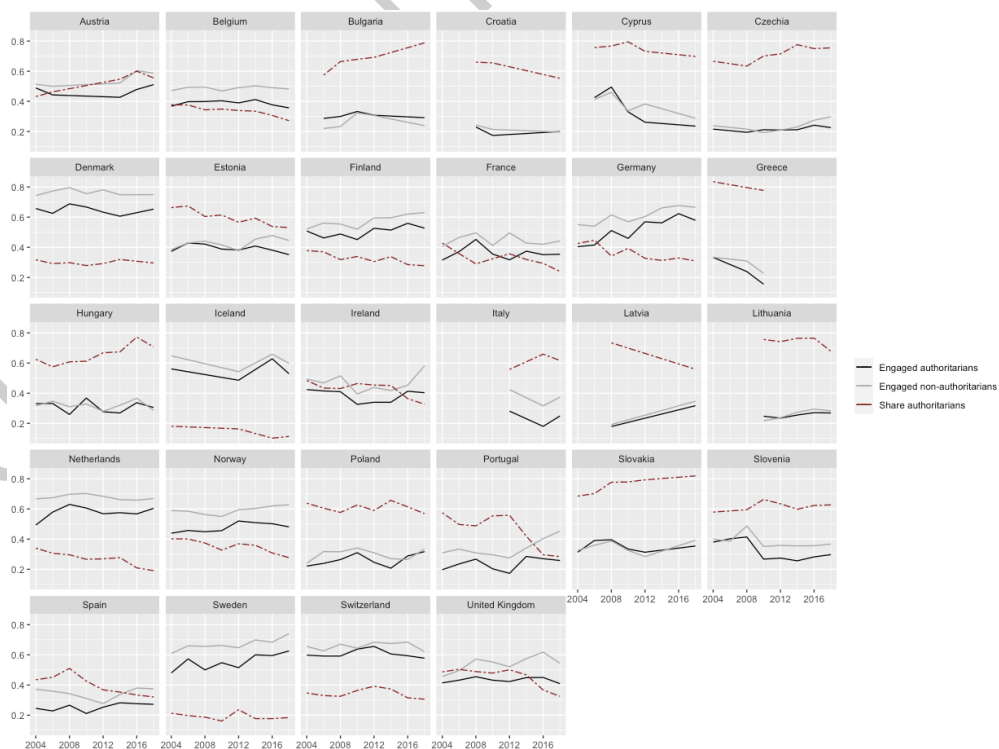 Austria Belgium Bulgaria Croatia Cyprus Czechia
0.8
0.6
0.4
0.2
Denmark Estonia Finland France Germany Greece
0.8
0.6
0.4
0.2
Hungary Iceland Ireland Italy Latvia Lithuania
0.8
0.6
0.4
0.2
Engaged authoritarians
Engaged non-authoritarians
Share authoritarians
Netherlands Norway Poland Portugal Slovakia Slovenia
0.8
0.6
0.4
0.2
2004 2008 2012 2016 2004 2008 2012 2016
Spain Sweden Switzerland United Kingdom
0.8
0.6
0.4
0.2
2004 2008 2012 2016 2004 2008 2012 2016 2004 2008 2012 2016 2004 2008 2012 2016